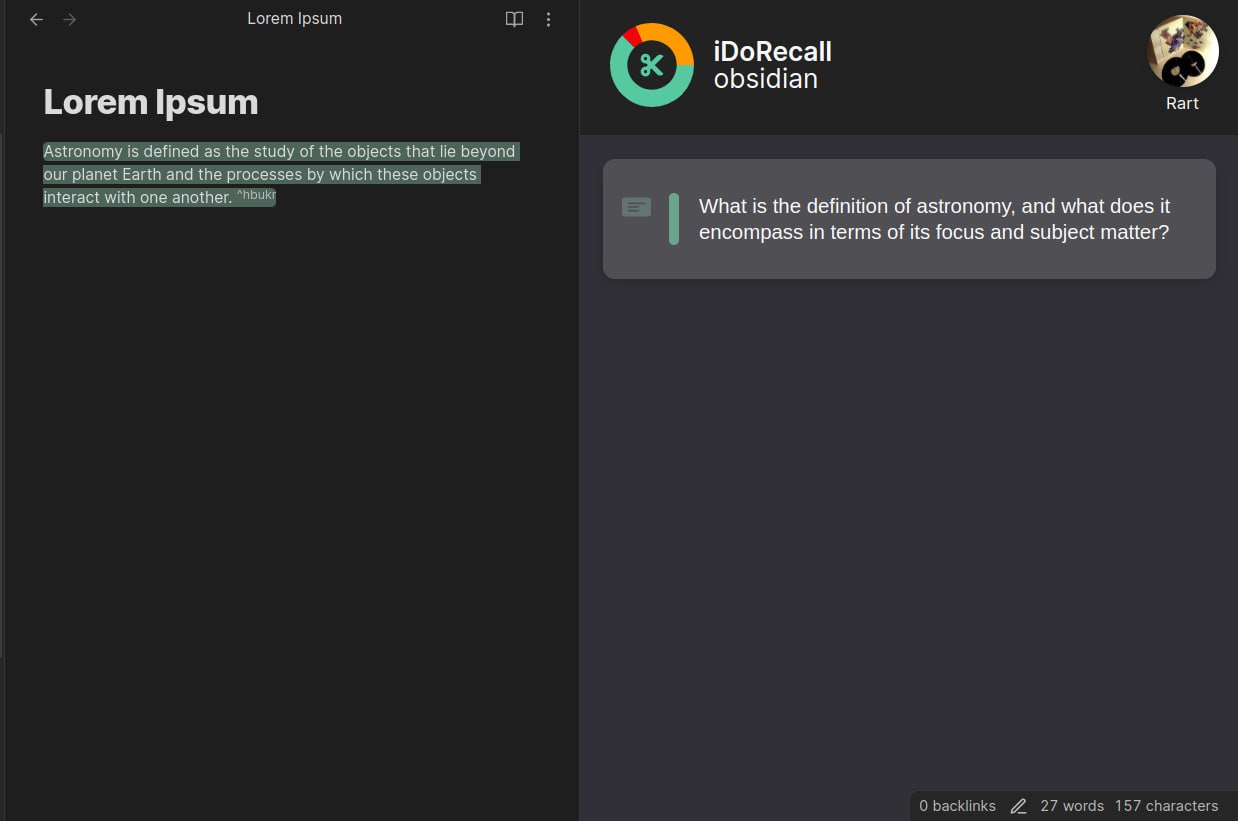 Lorem Ipsum
Lorem Ipsum
Astronomy is defined as the study of the objects that lie beyond
our planet Earth and the processes by which these objects
interact with one another. ^hbukr
iDoRecall
obsidian
Rart
What is the definition of astronomy, and what does it
encompass in terms of its focus and subject matter?
0 backlinks 27 words 157 characters